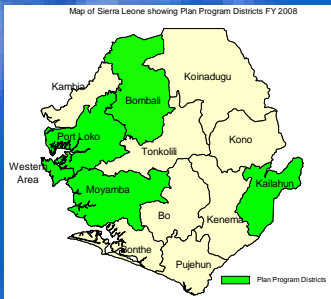 Map of Sierra Leone showing Plan Program Districts FY 2008
Koinadugu
Kambia
Bombali
Port Loko
Kono
Tonkolili
Western
Area
Kailahun
Moyamba
Bo
Kenema
Bonthe
Pujehun
Plan Program Districts